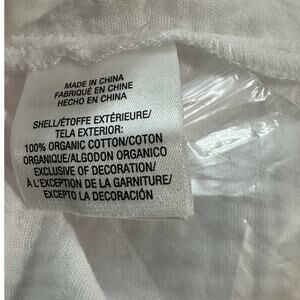 MADE IN CHINA
FABRIQUÉ EN CHINE
HECHO EN CHINA
SHELL/ÉTOFFE EXTÉRIEURE/
TELA EXTERIOR:
100% ORGANIC COTTON/COTON
ORGANIQUE/ALGODON ORGANICO
EXCLUSIVE OF DECORATION/
À L'EXCEPTION DE LA GARNITURE/
EXCEPTO LA DECORACIÓN